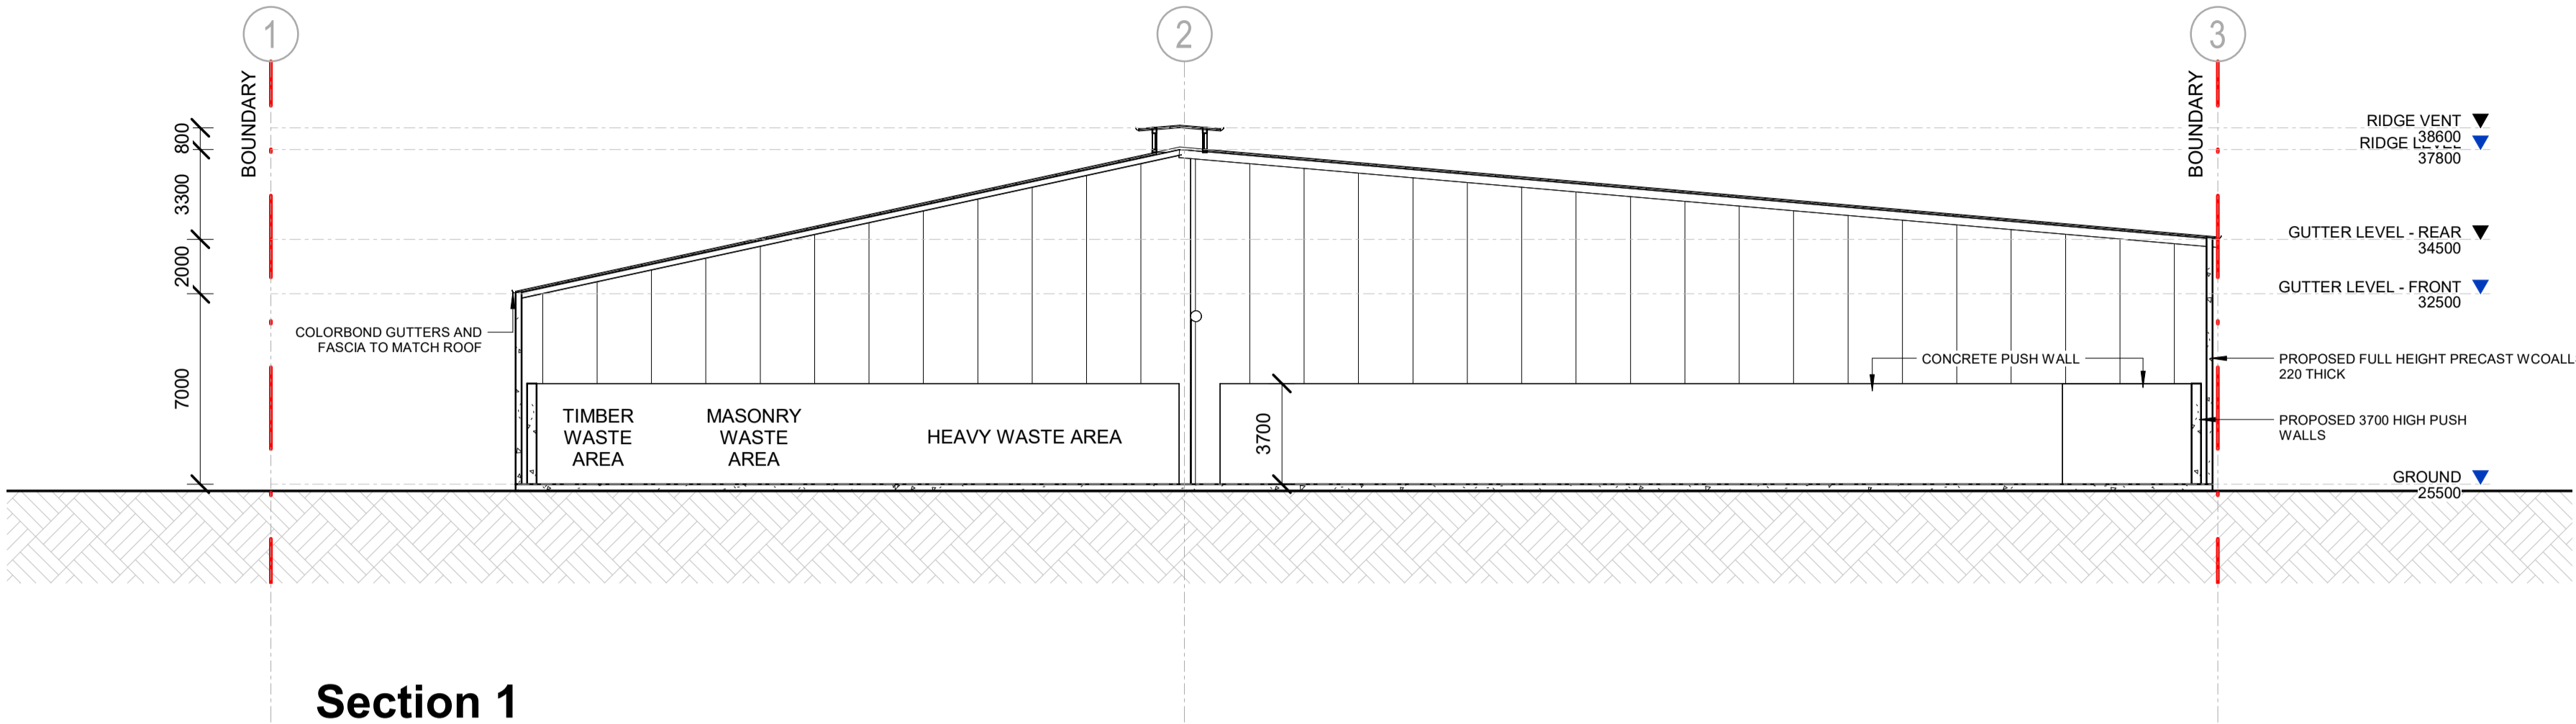 1
2
3
BOUNDARY
BOUNDARY
800
3300
2000
7000
RIDGE VENT
38600
RIDGE LEVEL
37800
GUTTER LEVEL - REAR
34500
GUTTER LEVEL - FRONT
32500
COLORBOND GUTTERS AND
FASCIA TO MATCH ROOF
CONCRETE PUSH WALL
PROPOSED FULL HEIGHT PRECAST WCOALL
220 THICK
TIMBER
WASTE
AREA
MASONRY
WASTE
AREA
HEAVY WASTE AREA
3700
PROPOSED 3700 HIGH PUSH
WALLS
GROUND
25500
Section 1